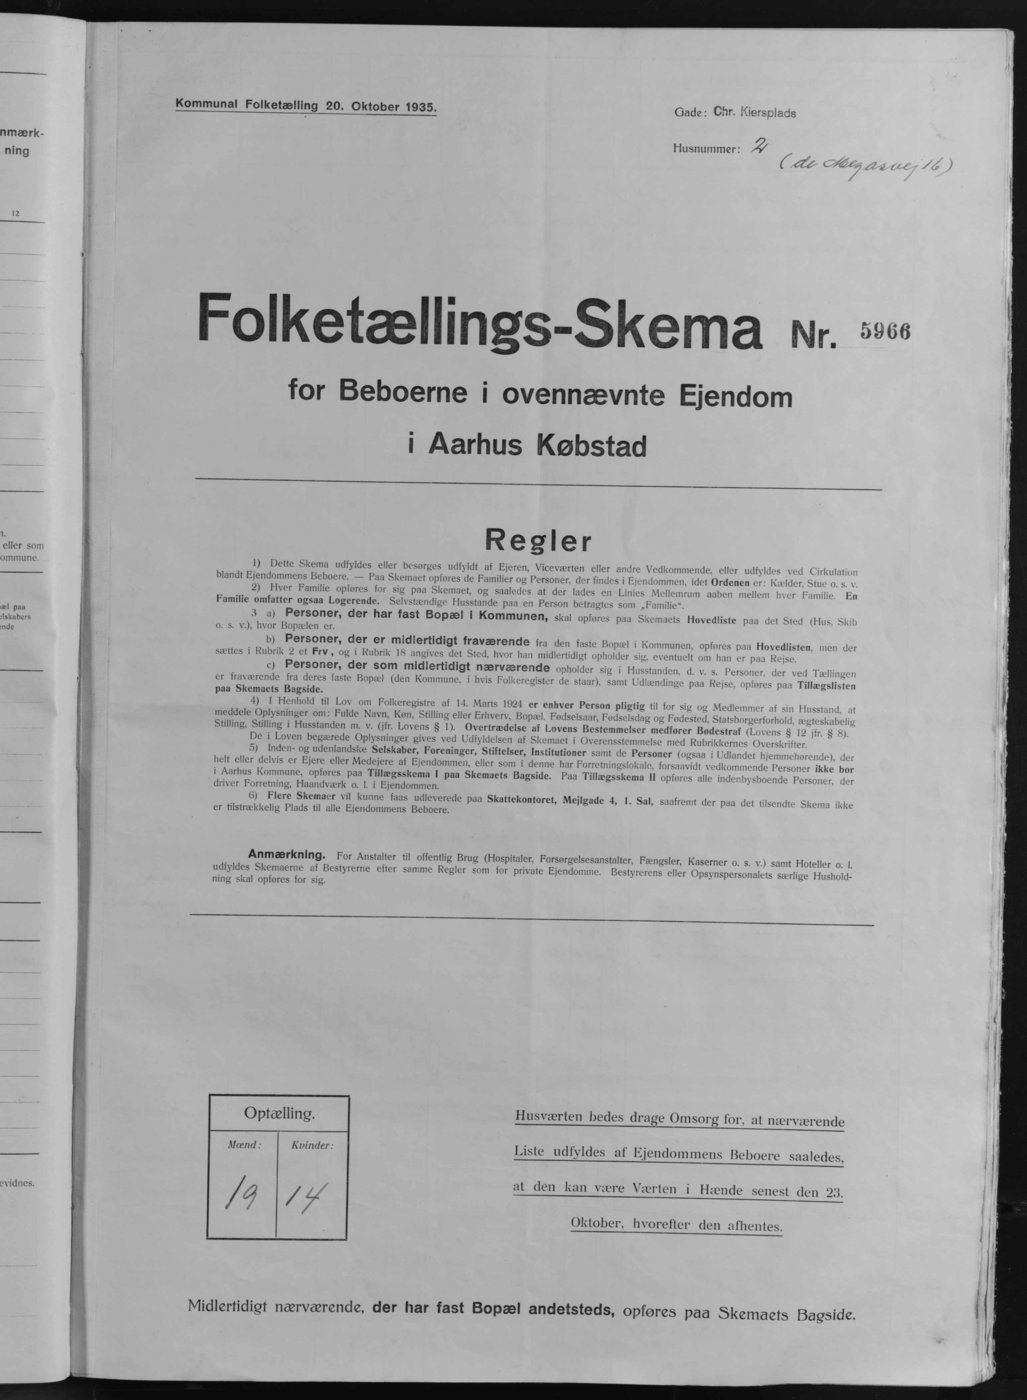 nmærk-
ning
12
n.
eller som
ommune.
æl paa
elskabers
ende
evidnes.
Kommunal Folketælling 20. Oktober 1935.
Gade: Chr. Kiersplads
Husnummer: 2
16)
Folketællings-Skema Nr. 5966
for Beboerne i ovennævnte Ejendom
i Aarhus Købstad
Regler
1) Dette Skema udfyldes eller besørges udfyldt af Ejeren, Viceværten eller andre Vedkommende, eller udfyldes ved Cirkulation
blandt Ejendommens Beboere. — Paa Skemaet opføres de Familier og Personer, der findes i Ejendommen, idet Ordenen er: Kælder, Stue o. s. v.
2) Hver Familie opføres for sig paa Skemaet, og saaledes at der lades en Linies Mellemrum aaben mellem hver Familie. En
Familie omfatter ogsaa Logerende. Selvstændige Husstande paa en Person betragtes som „Familie".
3 a) Personer, der har fast Bopæl i Kommunen, skal opføres paa Skemaets Hovedliste paa det Sted (Hus, Skib
o. s. v.), hvor Bopælen er.
b) Personer, der er midlertidigt fraværende fra den faste Bopæl i Kommunen, opføres paa Hovedlisten, men der
sættes i Rubrik 2 et Frv., og i Rubrik 18 angives det Sted, hvor han midlertidigt opholder sig, eventuelt om han er paa Rejse.
c) Personer, der som midlertidigt nærværende opholder sig i Husstanden, d. v. s. Personer, der ved Tællingen
er fraværende fra deres faste Bopæl (den Kommune, i hvis Folkeregister de staar), samt Udlændinge paa Rejse, opføres paa Tillægslisten
paa Skemaets Bagside.
4) I Henhold til Lov om Folkeregistre af 14. Marts 1924 er enhver Person pligtig til for sig og Medlemmer af sin Husstand, at
meddele Oplysninger om: Fulde Navn, Køn, Stilling eller Erhverv, Bopæl, Fødselsaar, Fødselsdag og Fødested, Statsborgerforhold, ægteskabelig
Stilling, Stilling i Husstanden m. v. (jfr. Lovens § 1). Overtrædelse af Lovens Bestemmelser medfører Bødestraf (Lovens § 12 jfr. § 8).
De i Loven begærede Oplysninger gives ved Udfyldelsen af Skemaet i Overensstemmelse med Rubrikkernes Overskrifter.
5) Inden- og udenlandske Selskaber, Foreninger, Stiftelser, Institutioner samt de Personer (ogsaa i Udlandet hjemmehørende), der
helt eller delvis er Ejere eller Medejere af Ejendommen, eller som i denne har Forretningslokale, forsaavidt vedkommende Personer ikke bor
i Aarhus Kommune, opføres paa Tillægsskema I paa Skemaets Bagside. Paa Tillægsskema II opføres alle indenbysboende Personer, der
driver Forretning, Haandværk o. l. i Ejendommen.
6) Flere Skemaer vil kunne faas udleverede paa Skattekontoret, Mejlgade 4, 1. Sal, saafremt der paa det tilsendte Skema ikke
er tilstrækkelig Plads til alle Ejendommens Beboere.
Anmærkning. For Anstalter til offentlig Brug (Hospitaler, Forsørgelsesanstalter, Fængsler, Kaserner o. s. v.) samt Hoteller o. l.
udfyldes Skemaerne af Bestyrerne efter samme Regler som for private Ejendomme. Bestyrerens eller Opsynspersonalets særlige Hushold-
ning skal opføres for sig.
Optælling.
Mænd: Kvinder:
19 14
Husværten bedes drage Omsorg for, at nærværende
Liste udfyldes af Ejendommens Beboere saaledes,
at den kan være Værten i Hænde senest den 23.
Oktober, hvorefter den afhentes.
Midlertidigt nærværende, der har fast Bopæl andetsteds, opføres paa Skemaets Bagside.